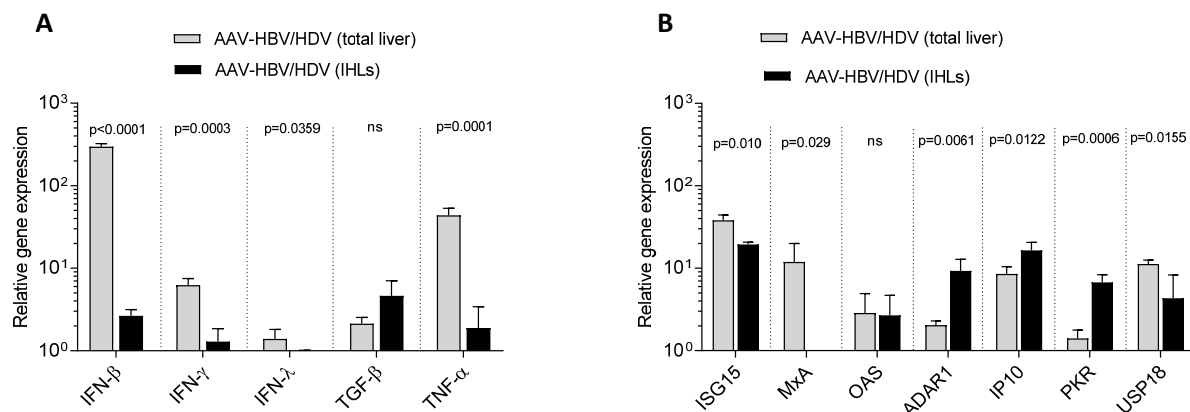 A
AAV-HBV/HDV (total liver)
AAV-HBV/HDV (IHLs)
Relative gene expression
10³
10²
10¹
10⁰
p<0.0001
p=0.0003
p=0.0359
ns
p=0.0001
IFN-β
IFN-γ
IFN-λ
TGF-β
TNF-α
B
AAV-HBV/HDV (total liver)
AAV-HBV/HDV (IHLs)
Relative gene expression
10³
10²
10¹
10⁰
p=0.010
p=0.029
ns
p=0.0061
p=0.0122
p=0.0006
p=0.0155
ISG15
MxA
OAS
ADAR1
IP10
PKR
USP18